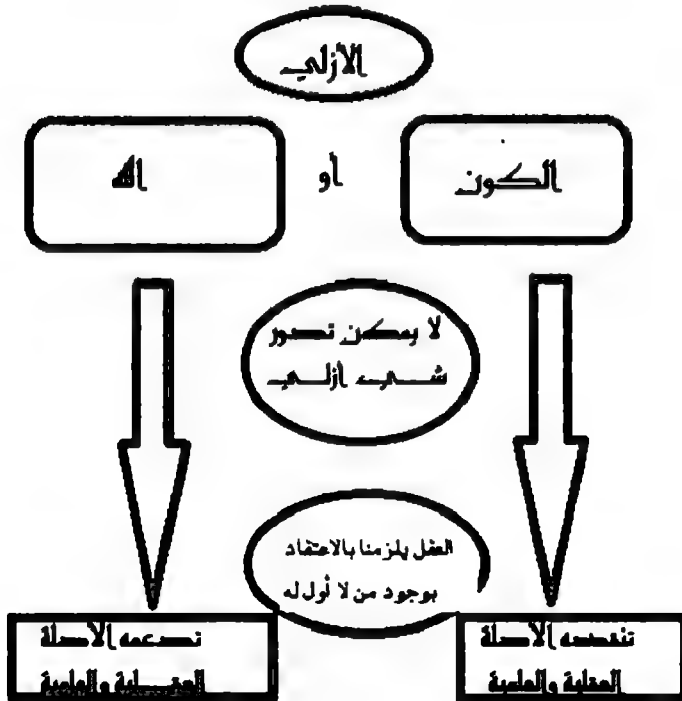 الأزلي
الكون
أو
الله
لا يمكن تصور
شيء أزلي
العقل يلزمنا بالاعتقاد
بوجود من لا أول له
تنقضه الأدلة
العقلية والعلمية
تدعمه الأدلة
العقلية والعلمية